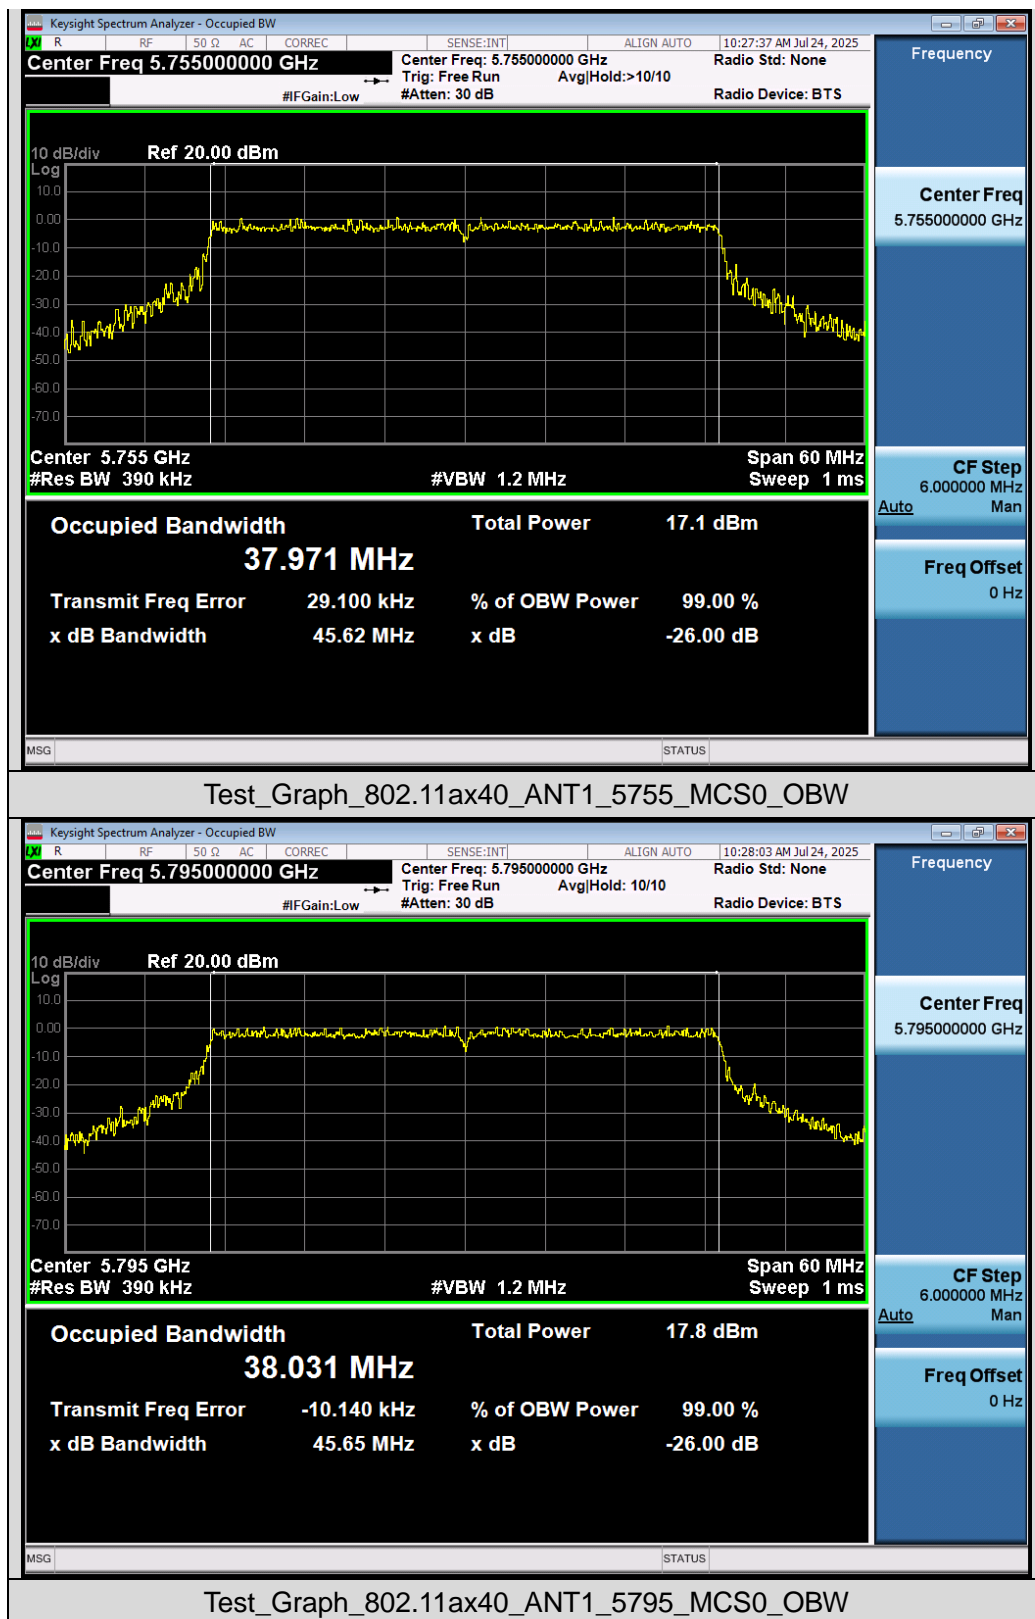 Keysight Spectrum Analyzer - Occupied BW
LXI R RF 50 Ω AC CORREC SENSE:INT ALIGN AUTO 10:27:37 AM Jul 24, 2025
Center Freq 5.755000000 GHz Center Freq: 5.755000000 GHz Radio Std: None
Trig: Free Run Avg|Hold:>10/10
#IFGain:Low #Atten: 30 dB Radio Device: BTS
Frequency
10 dB/div Ref 20.00 dBm
Log
10.0
0.00
-10.0
-20.0
-30.0
-40.0
-50.0
-60.0
-70.0
Center Freq
5.755000000 GHz
Center 5.755 GHz Span 60 MHz
#Res BW 390 kHz #VBW 1.2 MHz Sweep 1 ms
CF Step
6.000000 MHz
Auto Man
Occupied Bandwidth Total Power 17.1 dBm
37.971 MHz
Freq Offset
0 Hz
Transmit Freq Error 29.100 kHz % of OBW Power 99.00 %
x dB Bandwidth 45.62 MHz x dB -26.00 dB
MSG STATUS
Test_Graph_802.11ax40_ANT1_5755_MCS0_OBW
Keysight Spectrum Analyzer - Occupied BW
LXI R RF 50 Ω AC CORREC SENSE:INT ALIGN AUTO 10:28:03 AM Jul 24, 2025
Center Freq 5.795000000 GHz Center Freq: 5.795000000 GHz Radio Std: None
Trig: Free Run Avg|Hold: 10/10
#IFGain:Low #Atten: 30 dB Radio Device: BTS
Frequency
10 dB/div Ref 20.00 dBm
Log
10.0
0.00
-10.0
-20.0
-30.0
-40.0
-50.0
-60.0
-70.0
Center Freq
5.795000000 GHz
Center 5.795 GHz Span 60 MHz
#Res BW 390 kHz #VBW 1.2 MHz Sweep 1 ms
CF Step
6.000000 MHz
Auto Man
Occupied Bandwidth Total Power 17.8 dBm
38.031 MHz
Freq Offset
0 Hz
Transmit Freq Error -10.140 kHz % of OBW Power 99.00 %
x dB Bandwidth 45.65 MHz x dB -26.00 dB
MSG STATUS
Test_Graph_802.11ax40_ANT1_5795_MCS0_OBW